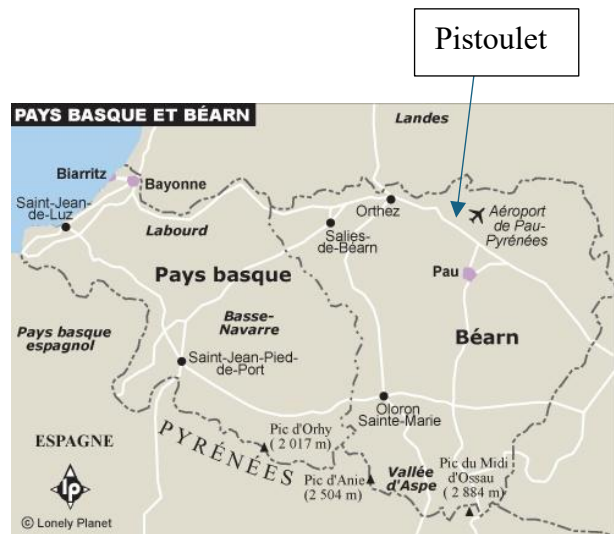 Pistoulet
PAYS BASQUE ET BÉARN
Landes
Biarritz
Bayonne
Saint-Jean-
de-Luz
Labourd
Orthez
Salies-
de-Béarn
Aéroport
de Pau-
Pyrénées
Pau
Pays basque
Basse-
Navarre
Béarn
Pays basque
espagnol
Saint-Jean-Pied-
de-Port
Oloron
Sainte-Marie
ESPAGNE
PYRÉNÉES
Pic d'Orhy
( 2 017 m)
Pic d'Anie
(2 504 m)
Vallée
d'Aspe
Pic du Midi
d'Ossau
( 2 884 m)
lp
© Lonely Planet